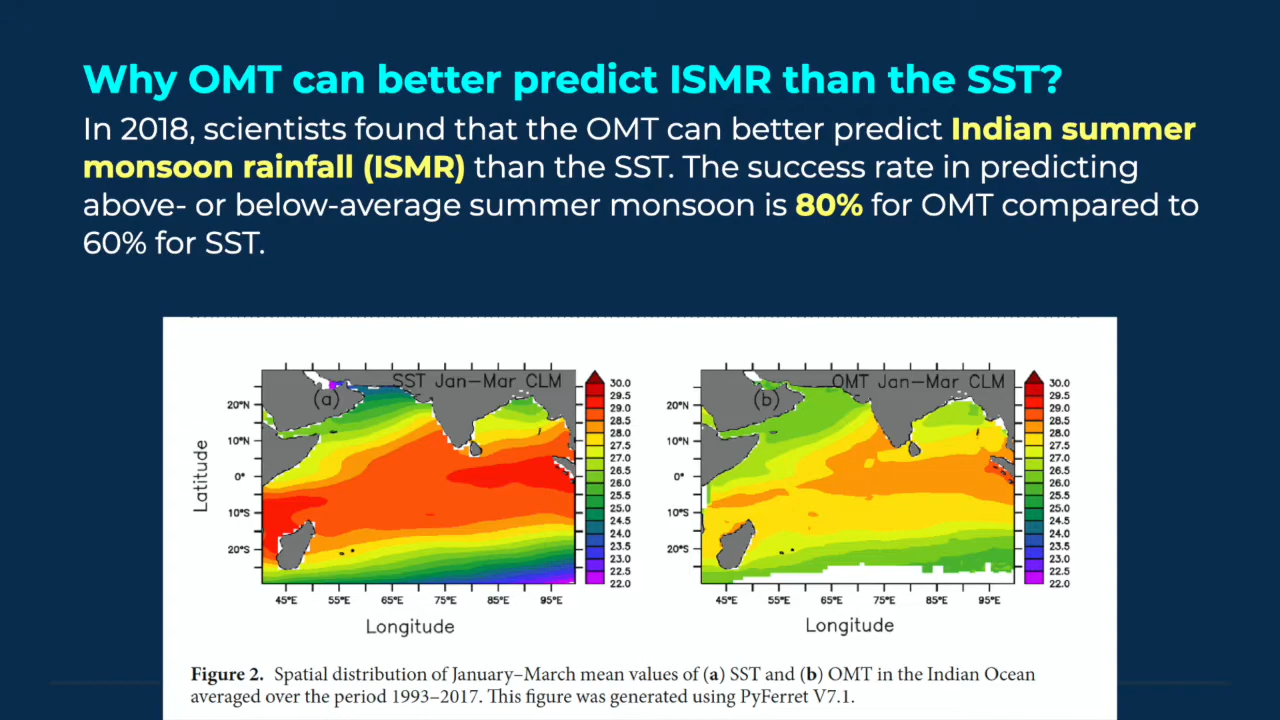 Why OMT can better predict ISMR than the SST?
In 2018, scientists found that the OMT can better predict Indian summer
monsoon rainfall (ISMR) than the SST. The success rate in predicting
above- or below-average summer monsoon is 80% for OMT compared to
60% for SST.
SST Jan-Mar CLM
(a)
20°N
10°N
0°
10°S
20°S
Latitude
45°E 55°E 65°E 75°E 85°E 95°E
Longitude
30.0
29.5
29.0
28.5
28.0
27.5
27.0
26.5
26.0
25.5
25.0
24.5
24.0
23.5
23.0
22.5
22.0
OMT Jan-Mar CLM
(b)
20°N
10°N
0°
10°S
20°S
45°E 55°E 65°E 75°E 85°E 95°E
Longitude
30.0
29.5
29.0
28.5
28.0
27.5
27.0
26.5
26.0
25.5
25.0
24.5
24.0
23.5
23.0
22.5
22.0
Figure 2. Spatial distribution of January–March mean values of (a) SST and (b) OMT in the Indian Ocean
averaged over the period 1993–2017. This figure was generated using PyFerret V7.1.